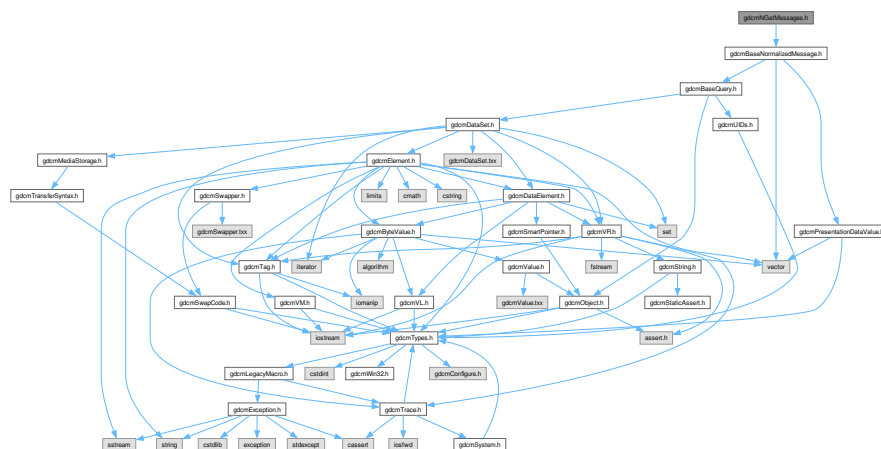 gdcmNGetMessages.h
gdcmBaseNormalizedMessage.h
gdcmBaseQuery.h
gdcmDataSet.h
gdcmUIDs.h
gdcmMediaStorage.h
gdcmElement.h
gdcmDataSet.txx
gdcmTransferSyntax.h
gdcmSwapper.h
limits
cmath
cstring
gdcmDataElement.h
gdcmSwapper.txx
gdcmByteValue.h
gdcmSmartPointer.h
gdcmVR.h
set
gdcmPresentationDataValue.h
gdcmTag.h
iterator
algorithm
gdcmValue.h
fstream
gdcmString.h
vector
gdcmSwapCode.h
gdcmVM.h
iomanip
gdcmVL.h
gdcmValue.txx
gdcmObject.h
gdcmStaticAssert.h
iostream
gdcmTypes.h
assert.h
gdcmLegacyMacro.h
cstdint
gdcmWin32.h
gdcmConfigure.h
gdcmException.h
gdcmTrace.h
sstream
string
cstdlib
exception
stdexcept
cassert
iosfwd
gdcmSystem.h